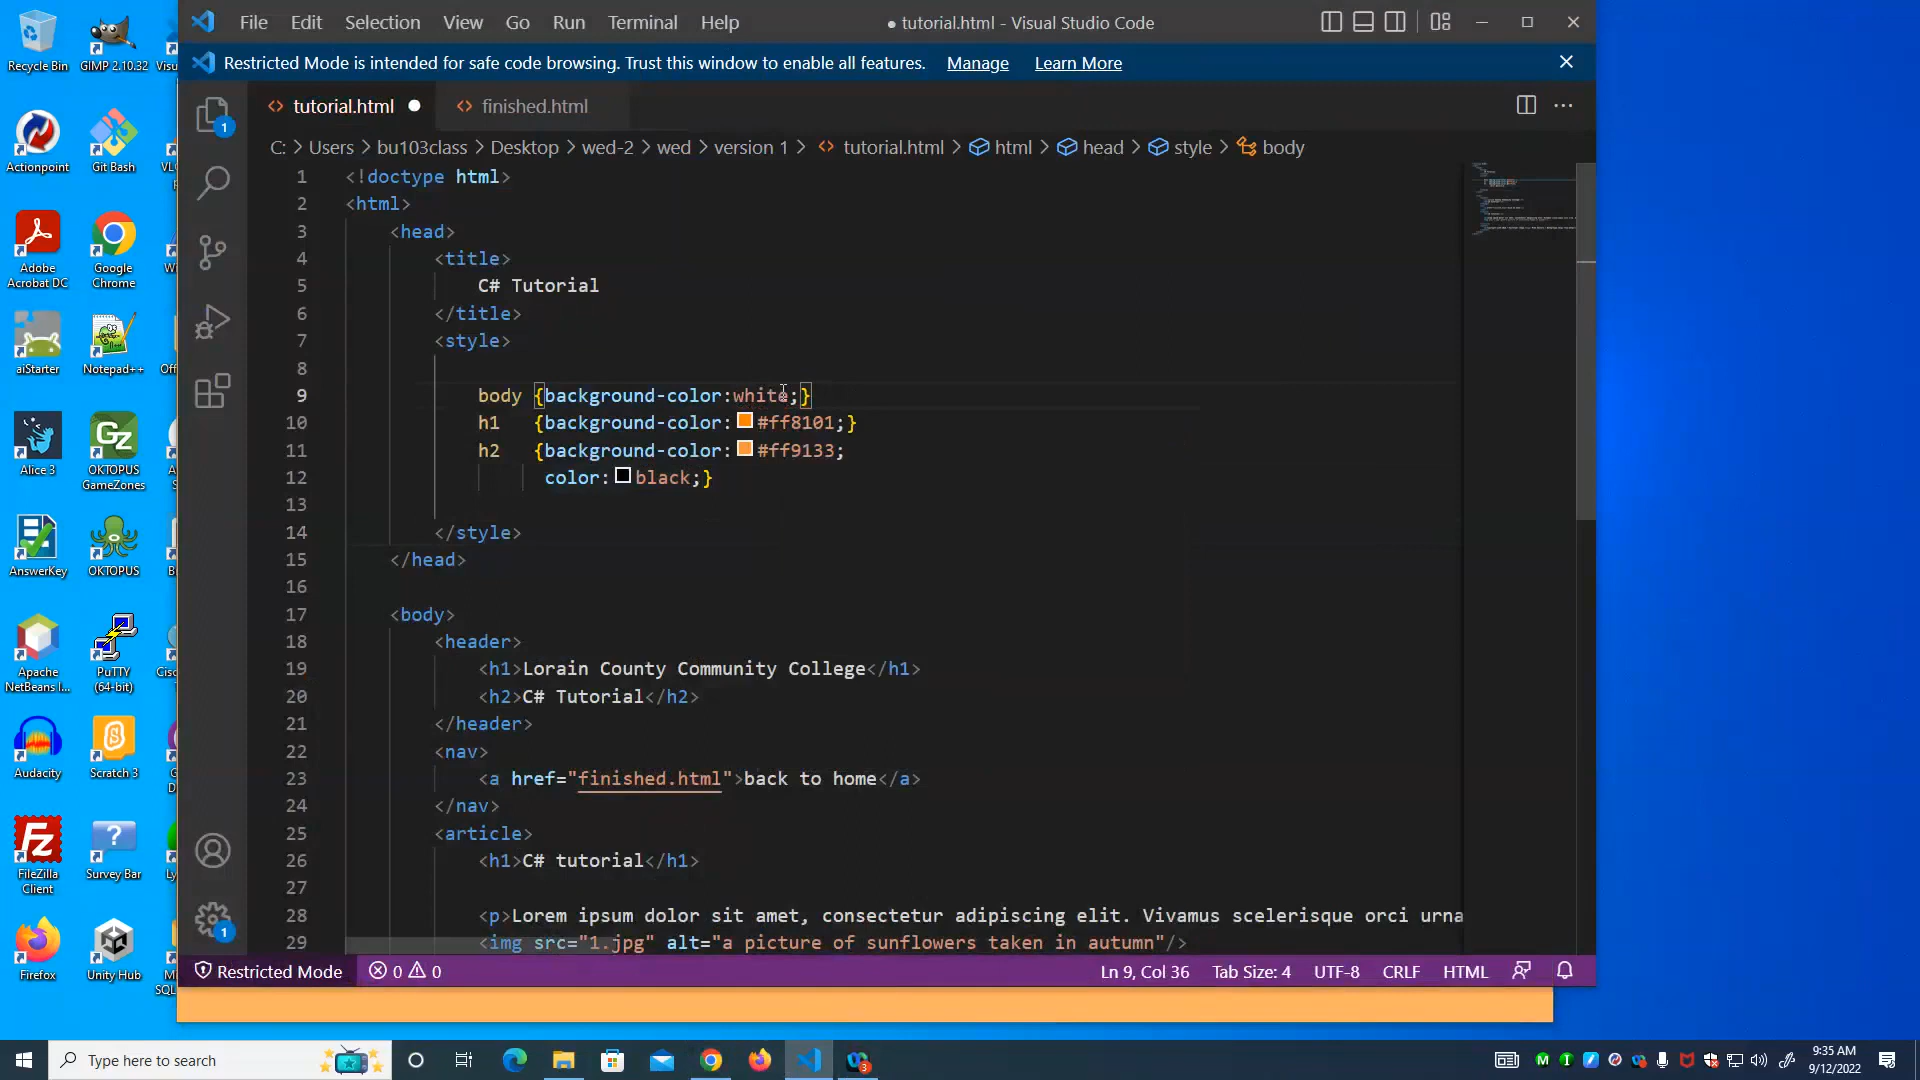 File Edit Selection View Go Run Terminal Help
● tutorial.html - Visual Studio Code
Restricted Mode is intended for safe code browsing. Trust this window to enable all features. Manage Learn More
tutorial.html
finished.html
C: > Users > bu103class > Desktop > wed-2 > wed > version 1 > tutorial.html > html > head > style > body
1 <!doctype html>
2 <html>
3 <head>
4 <title>
5 C# Tutorial
6 </title>
7 <style>
8
9 body {background-color:white;}
10 h1 {background-color:#ff8101;}
11 h2 {background-color:#ff9133;
12 color:black;}
13
14 </style>
15 </head>
16
17 <body>
18 <header>
19 <h1>Lorain County Community College</h1>
20 <h2>C# Tutorial</h2>
21 </header>
22 <nav>
23 <a href="finished.html">back to home</a>
24 </nav>
25 <article>
26 <h1>C# tutorial</h1>
27
28 <p>Lorem ipsum dolor sit amet, consectetur adipiscing elit. Vivamus scelerisque orci urna
29 <img src="1.jpg" alt="a picture of sunflowers taken in autumn"/>
1
1
Restricted Mode 0 0 Ln 9, Col 36 Tab Size: 4 UTF-8 CRLF HTML
Recycle Bin
GIMP 2.10.32
Visu
Actionpoint
Git Bash
VL
Adobe
Acrobat DC
Google
Chrome
Wi
aiStarter
Notepad++
Off
Alice 3
OKTOPUS
GameZones
AnswerKey
OKTOPUS
Apache
NetBeans I...
PuTTY
(64-bit)
Cisc
Audacity
Scratch 3
FileZilla
Client
Survey Bar
Ly
Firefox
Unity Hub
SQL
Type here to search
3
9:35 AM
9/12/2022